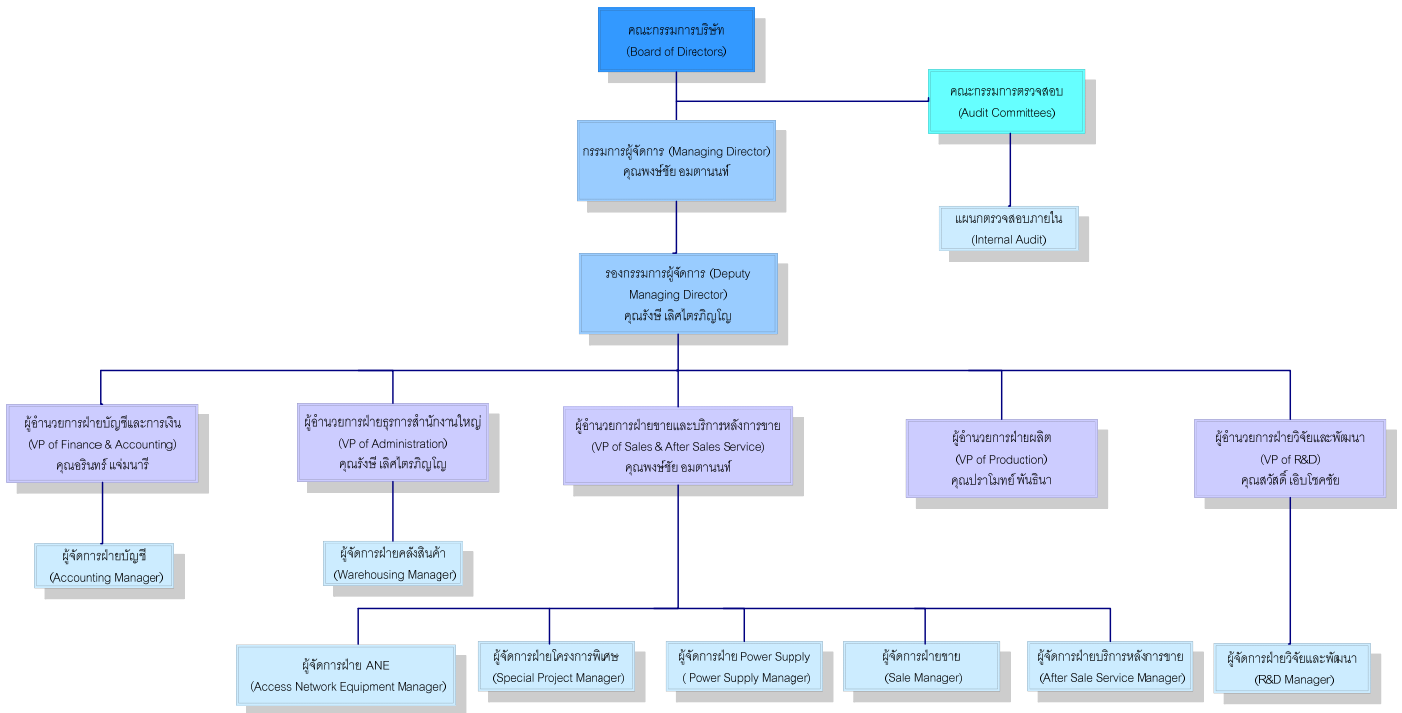 คณะกรรมการบริษัท
(Board of Directors)
คณะกรรมการตรวจสอบ
(Audit Committees)
กรรมการผู้จัดการ (Managing Director)
คุณพงษ์ชัย อมตานนท์
แผนกตรวจสอบภายใน
(Internal Audit)
รองกรรมการผู้จัดการ (Deputy
Managing Director)
คุณรังษี เลิศไตรภิญโญ
ผู้อำนวยการฝ่ายบัญชีและการเงิน
(VP of Finance & Accounting)
คุณอรินทร์ แจ่มนารี
ผู้อำนวยการฝ่ายธุรการสำนักงานใหญ่
(VP of Administration)
คุณรังษี เลิศไตรภิญโญ
ผู้อำนวยการฝ่ายขายและบริการหลังการขาย
(VP of Sales & After Sales Service)
คุณพงษ์ชัย อมตานนท์
ผู้อำนวยการฝ่ายผลิต
(VP of Production)
คุณปราโมทย์ พันธินา
ผู้อำนวยการฝ่ายวิจัยและพัฒนา
(VP of R&D)
คุณสวัสดิ์ เอิบโชคชัย
ผู้จัดการฝ่ายบัญชี
(Accounting Manager)
ผู้จัดการฝ่ายคลังสินค้า
(Warehousing Manager)
ผู้จัดการฝ่าย ANE
(Access Network Equipment Manager)
ผู้จัดการฝ่ายโครงการพิเศษ
(Special Project Manager)
ผู้จัดการฝ่าย Power Supply
( Power Supply Manager)
ผู้จัดการฝ่ายขาย
(Sale Manager)
ผู้จัดการฝ่ายบริการหลังการขาย
(After Sale Service Manager)
ผู้จัดการฝ่ายวิจัยและพัฒนา
(R&D Manager)